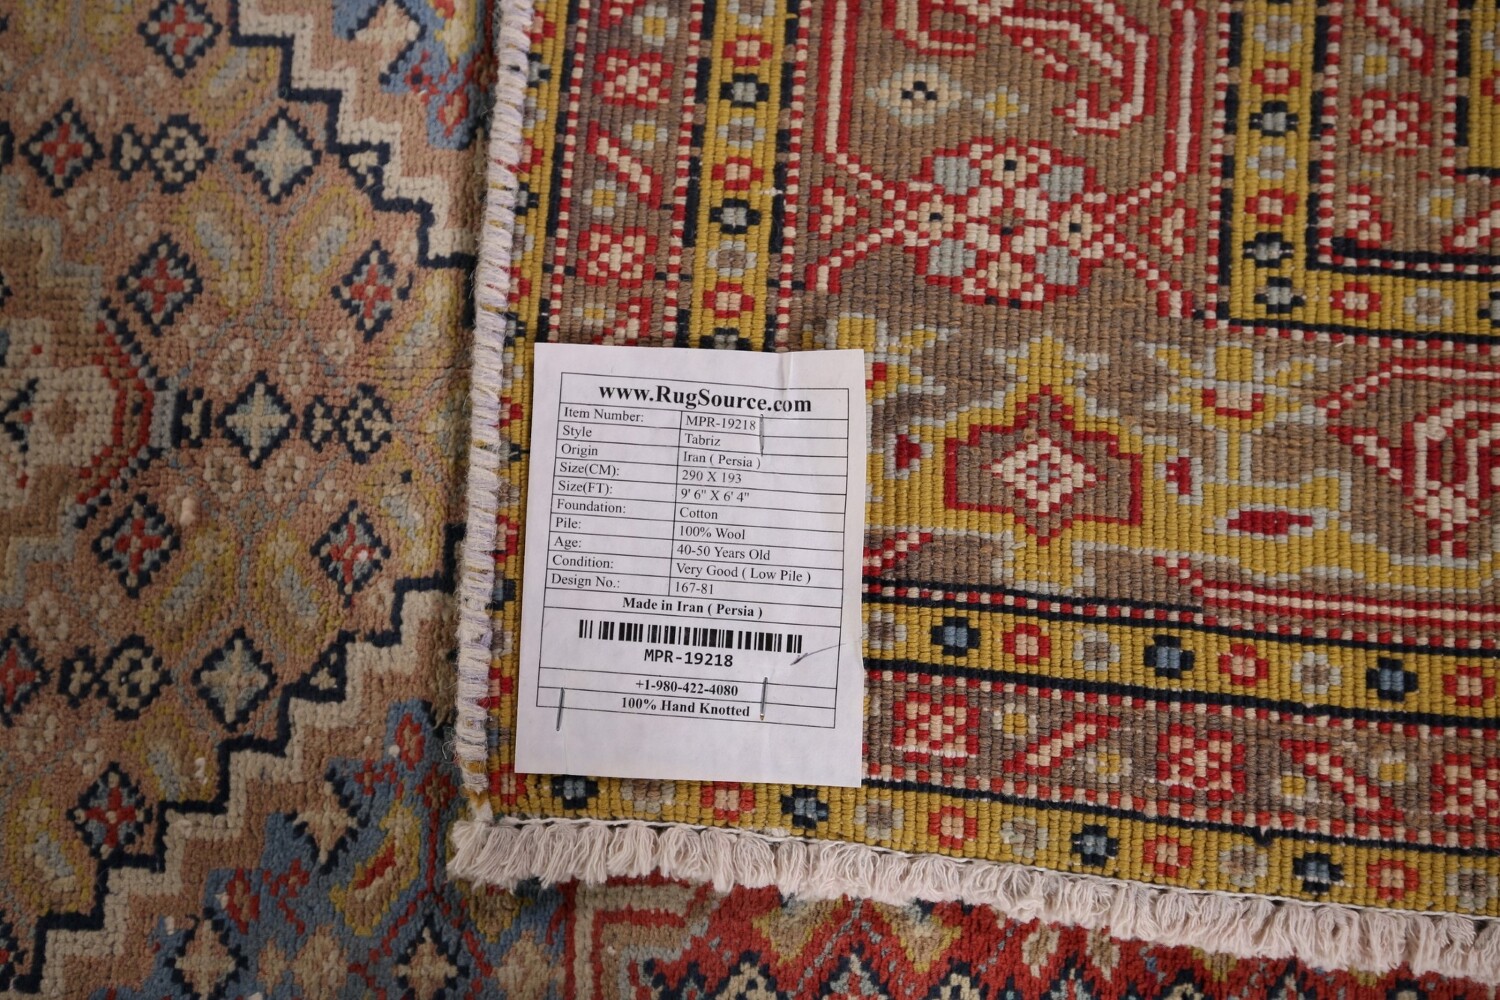 www.RugSource.com
Item Number: MPR-19218
Style Tabriz
Origin Iran ( Persia )
Size(CM): 290 X 193
Size(FT): 9' 6" X 6' 4"
Foundation: Cotton
Pile: 100% Wool
Age: 40-50 Years Old
Condition: Very Good ( Low Pile )
Design No.: 167-81
Made in Iran ( Persia )
MPR-19218
+1-980-422-4080
100% Hand Knotted